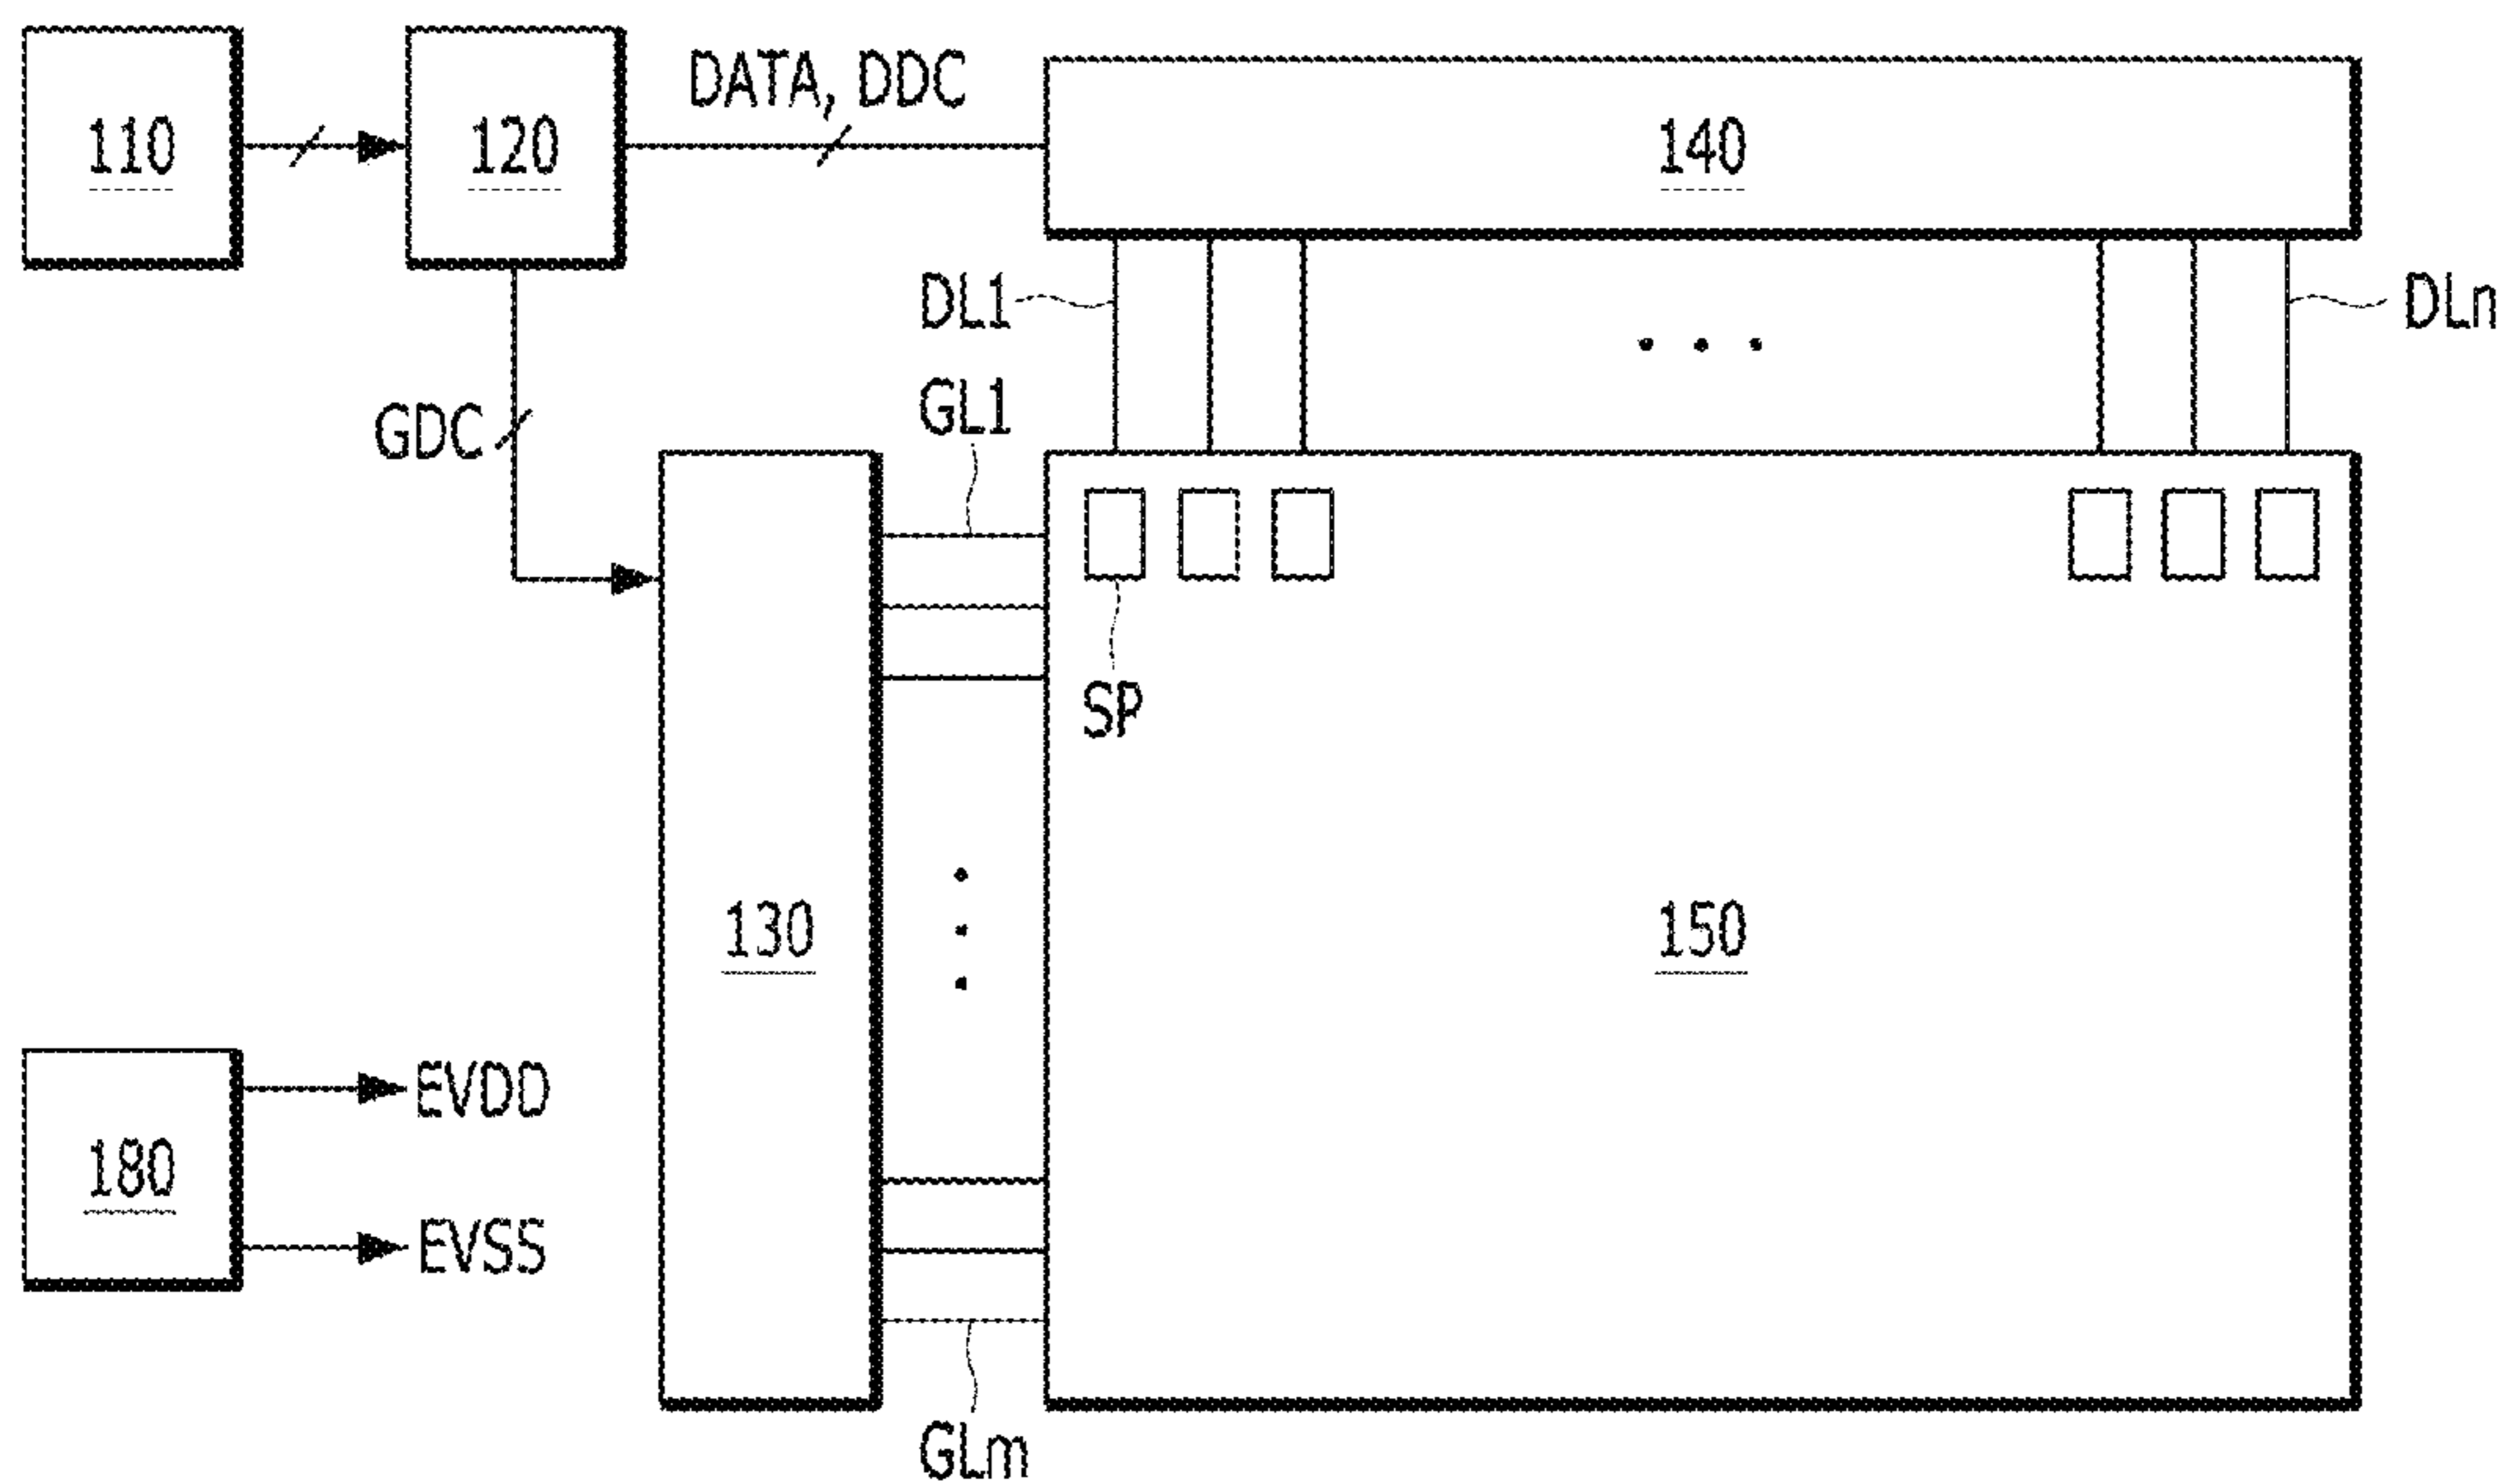 110
120
DATA, DDC
140
DL1
DLn
GL1
GDC
SP
130
150
EVDD
180
EVSS
GLm